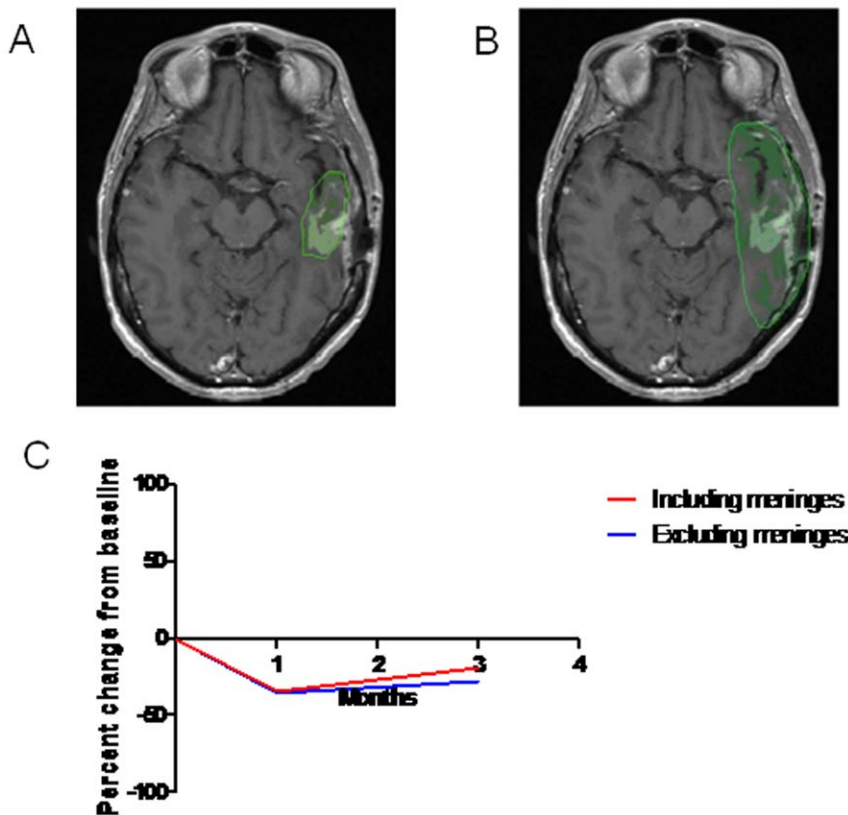 A
B
C
Percent change from baseline
100
50
0
-50
-100
1
2
3
4
Months
Including meninges
Excluding meninges